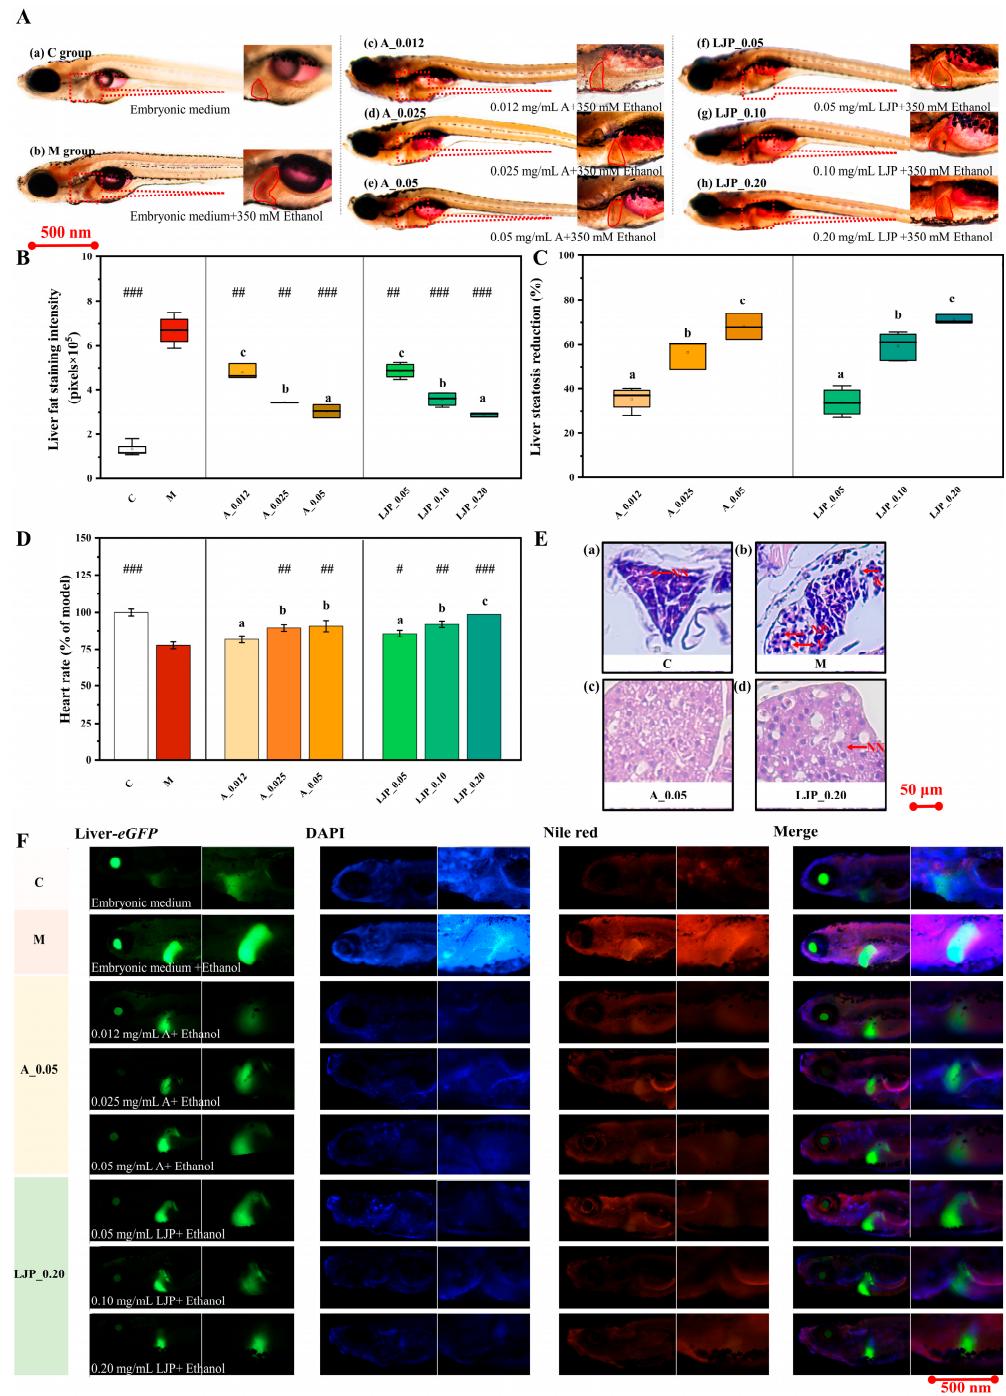 A
(a) C group
Embryonic medium
(b) M group
Embryonic medium+350 mM Ethanol
500 nm
(c) A_0.012
0.012 mg/mL A+350 mM Ethanol
(d) A_0.025
0.025 mg/mL A+350 mM Ethanol
(e) A_0.05
0.05 mg/mL A+350 mM Ethanol
(f) LJP_0.05
0.05 mg/mL LJP+350 mM Ethanol
(g) LJP_0.10
0.10 mg/mL LJP +350 mM Ethanol
(h) LJP_0.20
0.20 mg/mL LJP +350 mM Ethanol
B
Liver fat staining intensity
(pixels×10⁵)
10
8
6
4
2
0
### ## ## ### ## ### ###
c b a c b a
C M A_0.012 A_0.025 A_0.05 LJP_0.05 LJP_0.10 LJP_0.20
C
Liver steatosis reduction (%)
100
80
60
40
20
0
a b c a b c
A_0.012 A_0.025 A_0.05 LJP_0.05 LJP_0.10 LJP_0.20
D
Heart rate (% of model)
150
125
100
75
50
25
0
### ## ## # ## ###
a b b a b c
C M A_0.012 A_0.025 A_0.05 LJP_0.05 LJP_0.10 LJP_0.20
E
(a)
NN
C
(b)
M
(c)
A_0.05
(d)
NN
LJP_0.20
50 μm
F
Liver-eGFP DAPI Nile red Merge
C
Embryonic medium
M
Embryonic medium +Ethanol
0.012 mg/mL A+ Ethanol
A_0.05
0.025 mg/mL A+ Ethanol
0.05 mg/mL A+ Ethanol
0.05 mg/mL LJP+ Ethanol
LJP_0.20
0.10 mg/mL LJP+ Ethanol
0.20 mg/mL LJP+ Ethanol
500 nm